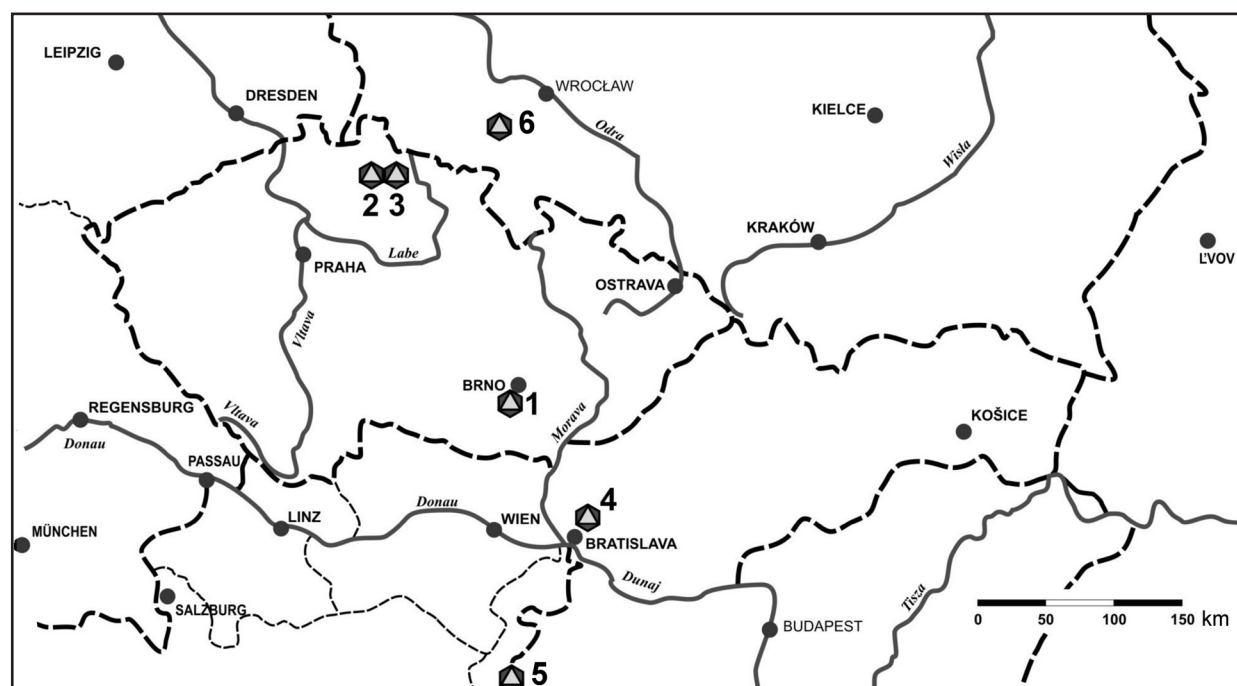 LEIPZIG
DRESDEN
WROCŁAW
6
KIELCE
Odra
Wisła
2 3
KRAKÓW
Labe
PRAHA
OSTRAVA
ĽVOV
Vltava
BRNO
1
REGENSBURG
Vltava
Morava
KOŠICE
Donau
PASSAU
4
Donau
LINZ
WIEN
BRATISLAVA
MÜNCHEN
Dunaj
Tisza
SALZBURG
0 50 100 150 km
BUDAPEST
5